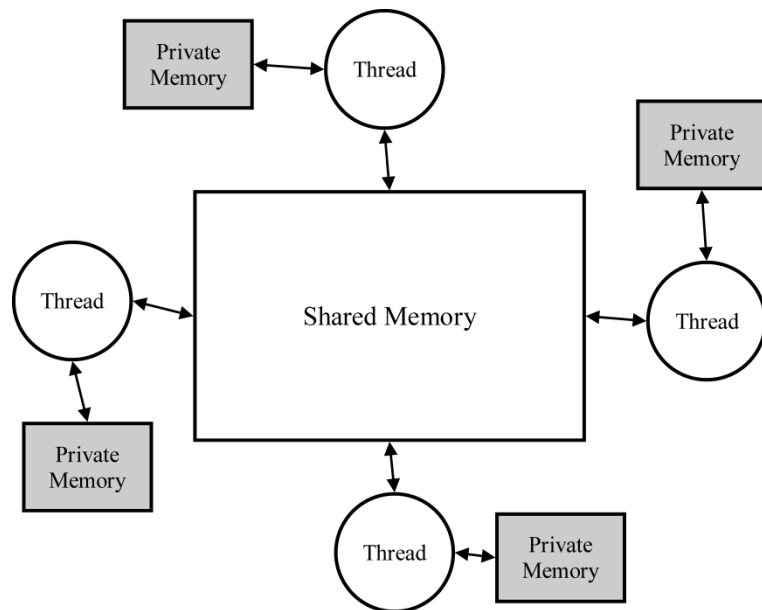 Private
Memory
Thread
Private
Memory
Thread
Shared Memory
Thread
Private
Memory
Thread
Private
Memory